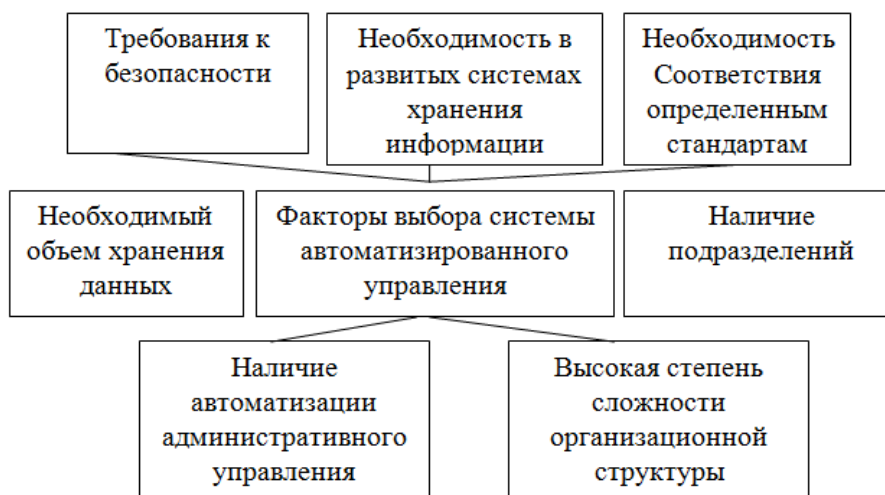 Требования к
безопасности
Необходимость в
развитых системах
хранения
информации
Необходимость
Соответствия
определенным
стандартам
Необходимый
объем хранения
данных
Факторы выбора системы
автоматизированного
управления
Наличие
подразделений
Наличие
автоматизации
административного
управления
Высокая степень
сложности
организационной
структуры